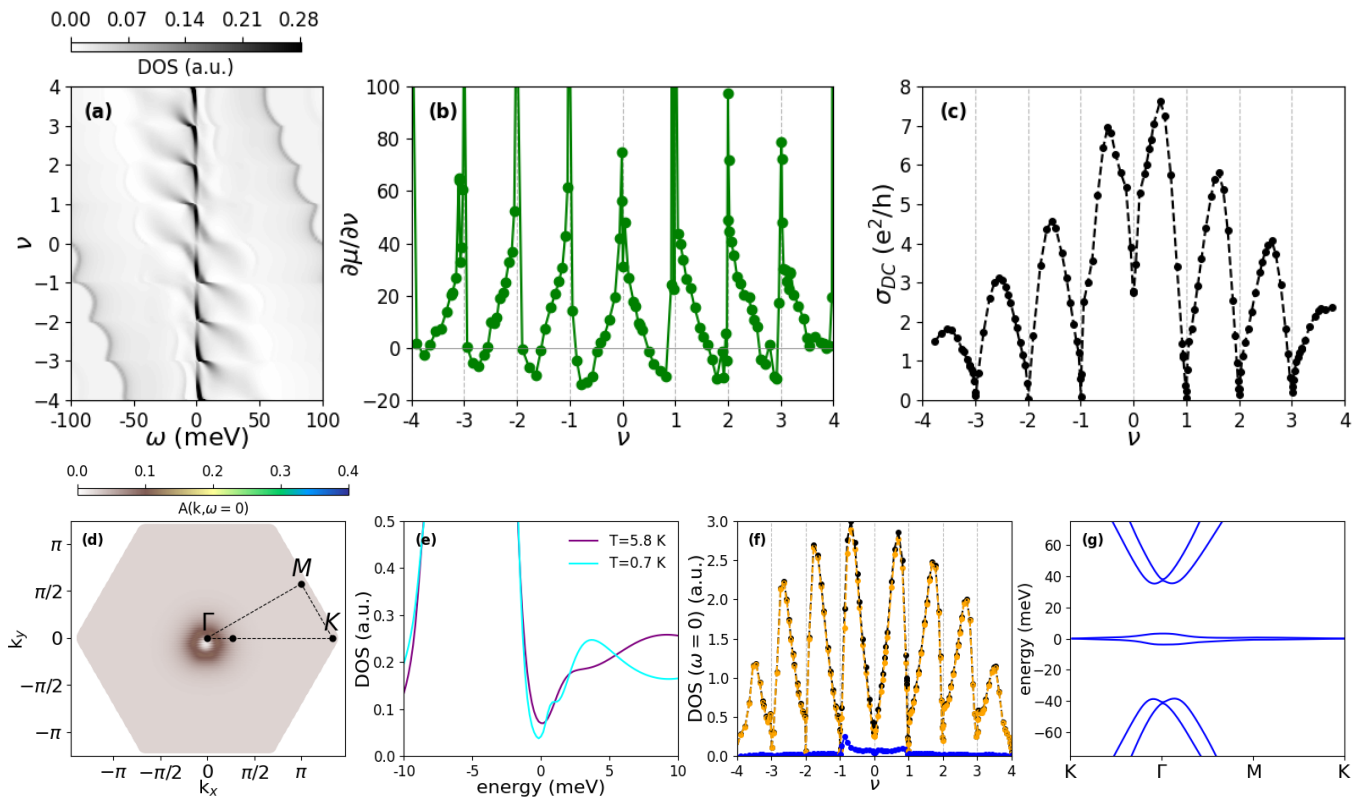 0.00 0.07 0.14 0.21 0.28
DOS (a.u.)
(a)
ν
4
3
2
1
0
−1
−2
−3
−4
-100 -50 0 50 100
ω (meV)
(b)
∂μ/∂ν
100
80
60
40
20
0
−20
-4 -3 -2 -1 0 1 2 3 4
ν
(c)
σDC (e²/h)
8
7
6
5
4
3
2
1
0
-4 -3 -2 -1 0 1 2 3 4
ν
0.0 0.1 0.2 0.3 0.4
A(k,ω=0)
(d)
k_y
π
π/2
0
−π/2
−π
M
Γ
K
−π −π/2 0 π/2 π
k_x
(e)
T=5.8 K
T=0.7 K
DOS (a.u.)
0.5
0.4
0.3
0.2
0.1
0.0
-10 -5 0 5 10
energy (meV)
(f)
DOS (ω=0) (a.u.)
3.0
2.5
2.0
1.5
1.0
0.5
0.0
-4 -3 -2 -1 0 1 2 3 4
ν
(g)
energy (meV)
60
40
20
0
−20
−40
−60
K Γ M K